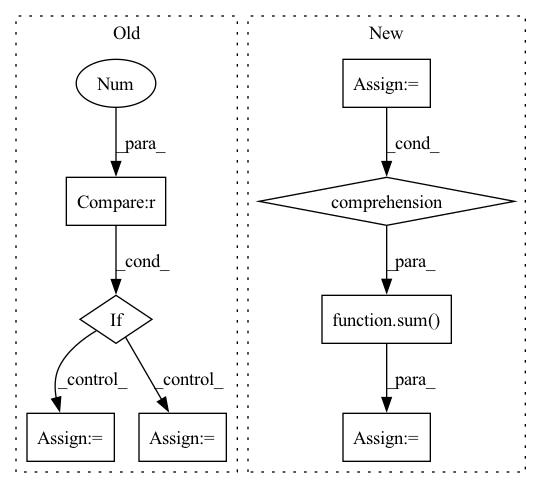 Old
New
Num
Assign:=
_para_
_cond_
Compare:r
comprehension
_cond_
_para_
If
function.sum()
_control_
_control_
_para_
Assign:=
Assign:=
Assign:=